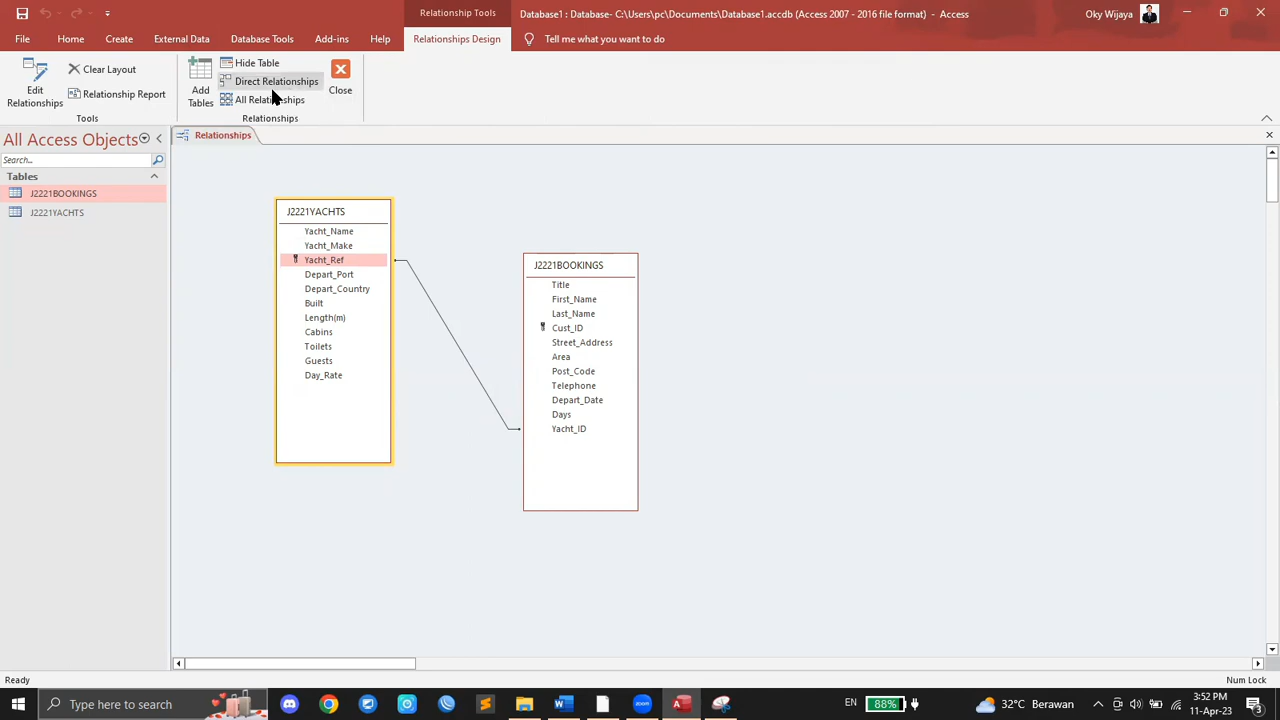 Relationship Tools
Database1 : Database- C:\Users\pc\Documents\Database1.accdb (Access 2007 - 2016 file format) - Access
Oky Wijaya
File
Home
Create
External Data
Database Tools
Add-ins
Help
Relationships Design
Tell me what you want to do
Edit Relationships
Clear Layout
Relationship Report
Tools
Add Tables
Hide Table
Direct Relationships
All Relationships
Close
Relationships
All Access Objects
Search...
Tables
J2221BOOKINGS
J2221YACHTS
Relationships
J2221YACHTS
Yacht_Name
Yacht_Make
Yacht_Ref
Depart_Port
Depart_Country
Built
Length(m)
Cabins
Toilets
Guests
Day_Rate
J2221BOOKINGS
Title
First_Name
Last_Name
Cust_ID
Street_Address
Area
Post_Code
Telephone
Depart_Date
Days
Yacht_ID
Ready
Num Lock
Type here to search
EN
88%
32°C Berawan
3:52 PM
11-Apr-23
3